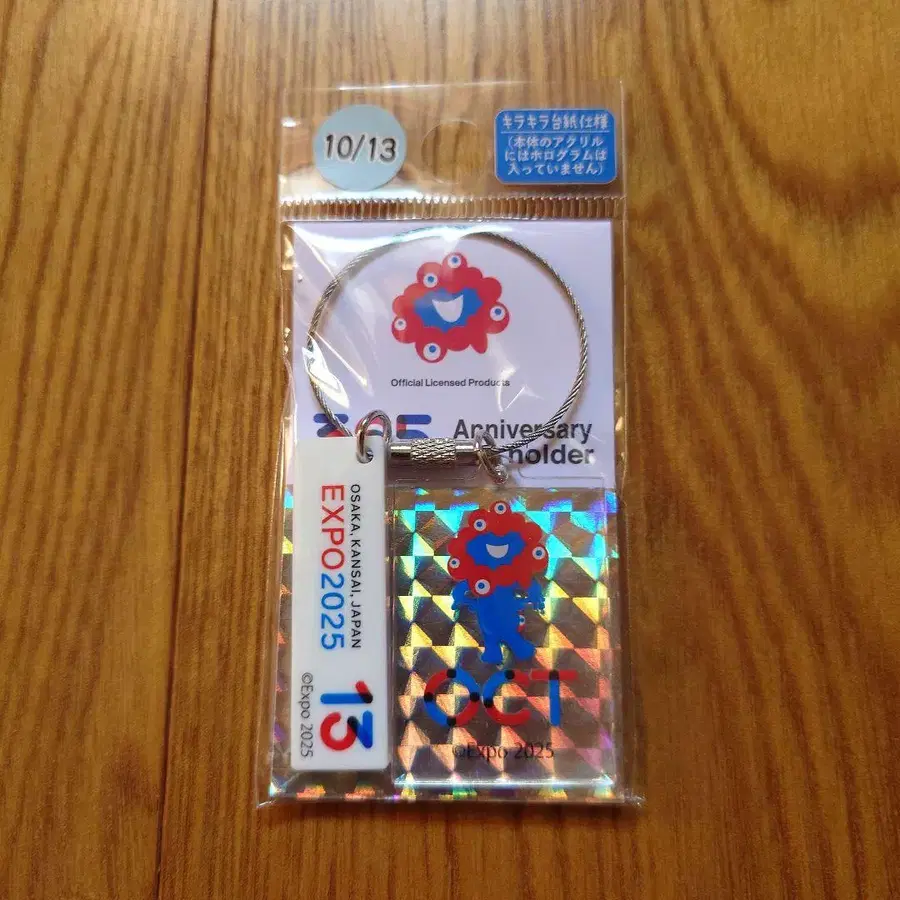 10/13
キラキラ台紙仕様
(本体のアクリル
にはホログラムは
入っていません)
Official Licensed Products
365 Anniversary
holder
OSAKA, KANSAI, JAPAN
EXPO2025
13
©Expo 2025
OCT
©Expo 2025